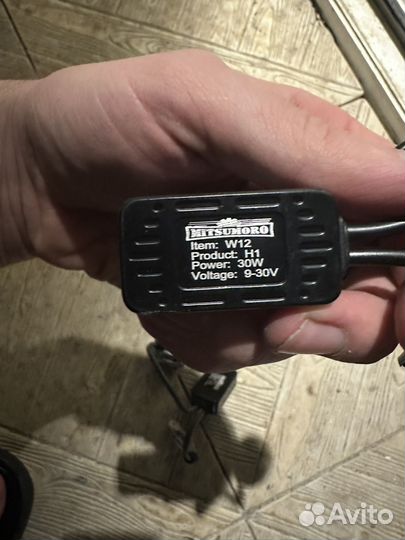 MITSUMORO
Item: W12
Product: H1
Power: 30W
Voltage: 9-30V
Avito